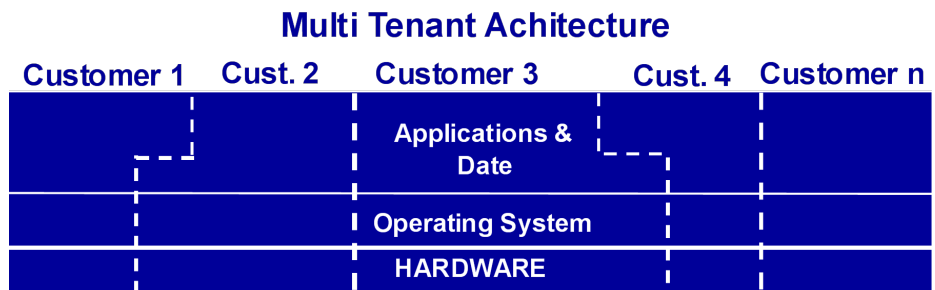 Multi Tenant Achitecture
Customer 1 Cust. 2 Customer 3 Cust. 4 Customer n
Applications &
Date
Operating System
HARDWARE